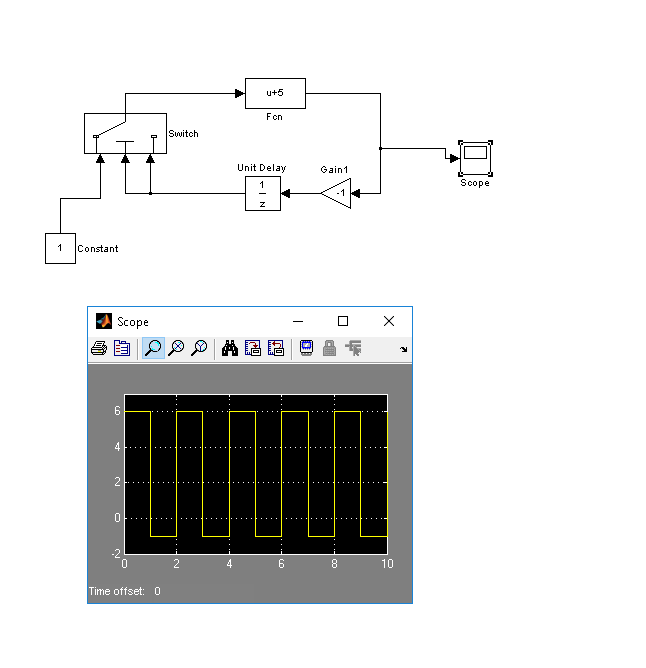 u+5
Fcn
Switch
Unit Delay
Gain1
1
z
-1
Scope
1
Constant
Scope
6
4
2
0
-2
0 2 4 6 8 10
Time offset: 0